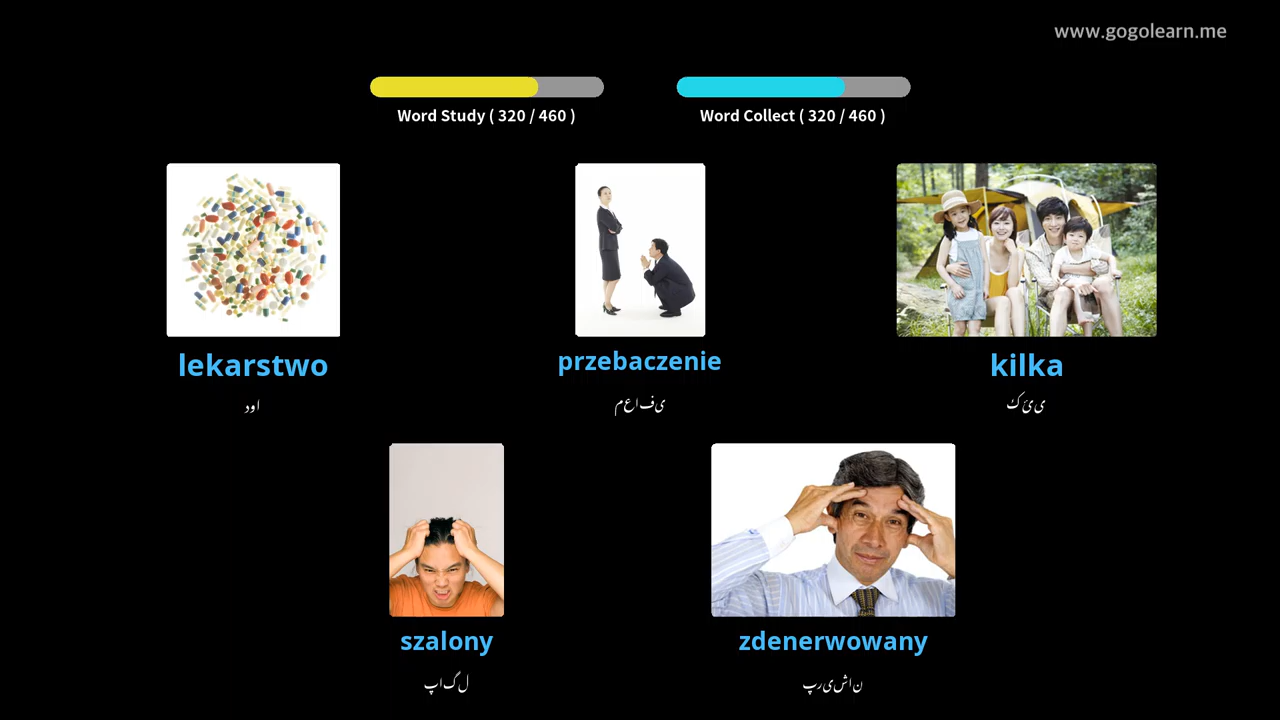 www.gogolearn.me
Word Study ( 320 / 460 )
Word Collect ( 320 / 460 )
lekarstwo
دوا
przebaczenie
معافی
kilka
کئی
szalony
پاگل
zdenerwowany
پریشان